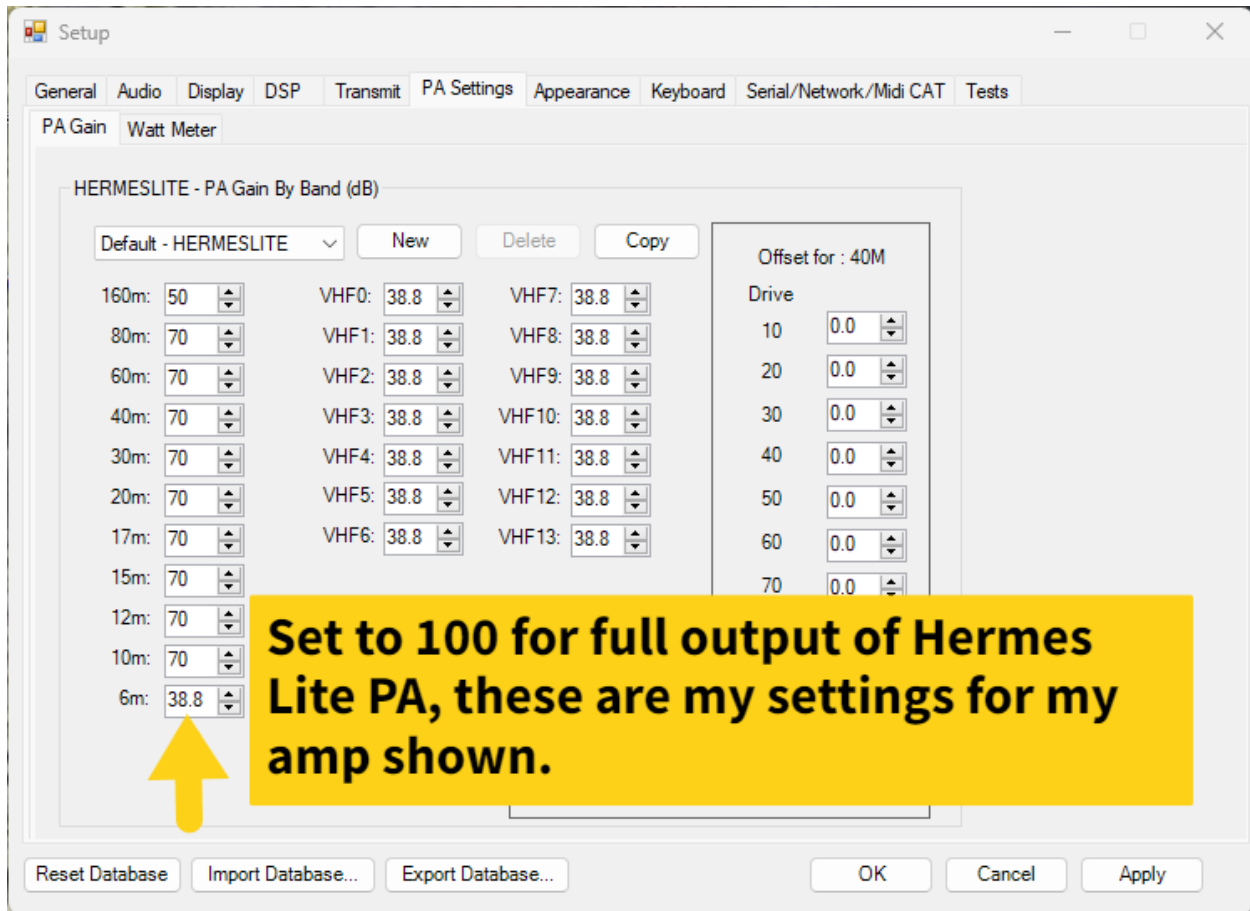 Setup
General Audio Display DSP Transmit PA Settings Appearance Keyboard Serial/Network/Midi CAT Tests
PA Gain Watt Meter
HERMESLITE - PA Gain By Band (dB)
Default - HERMESLITE New Delete Copy
Offset for : 40M
160m: 50 VHF0: 38.8 VHF7: 38.8 Drive
80m: 70 VHF1: 38.8 VHF8: 38.8 10 0.0
60m: 70 VHF2: 38.8 VHF9: 38.8 20 0.0
40m: 70 VHF3: 38.8 VHF10: 38.8 30 0.0
30m: 70 VHF4: 38.8 VHF11: 38.8 40 0.0
20m: 70 VHF5: 38.8 VHF12: 38.8 50 0.0
17m: 70 VHF6: 38.8 VHF13: 38.8 60 0.0
15m: 70 70 0.0
12m: 70
10m: 70
6m: 38.8
Set to 100 for full output of Hermes
Lite PA, these are my settings for my
amp shown.
Reset Database Import Database... Export Database... OK Cancel Apply